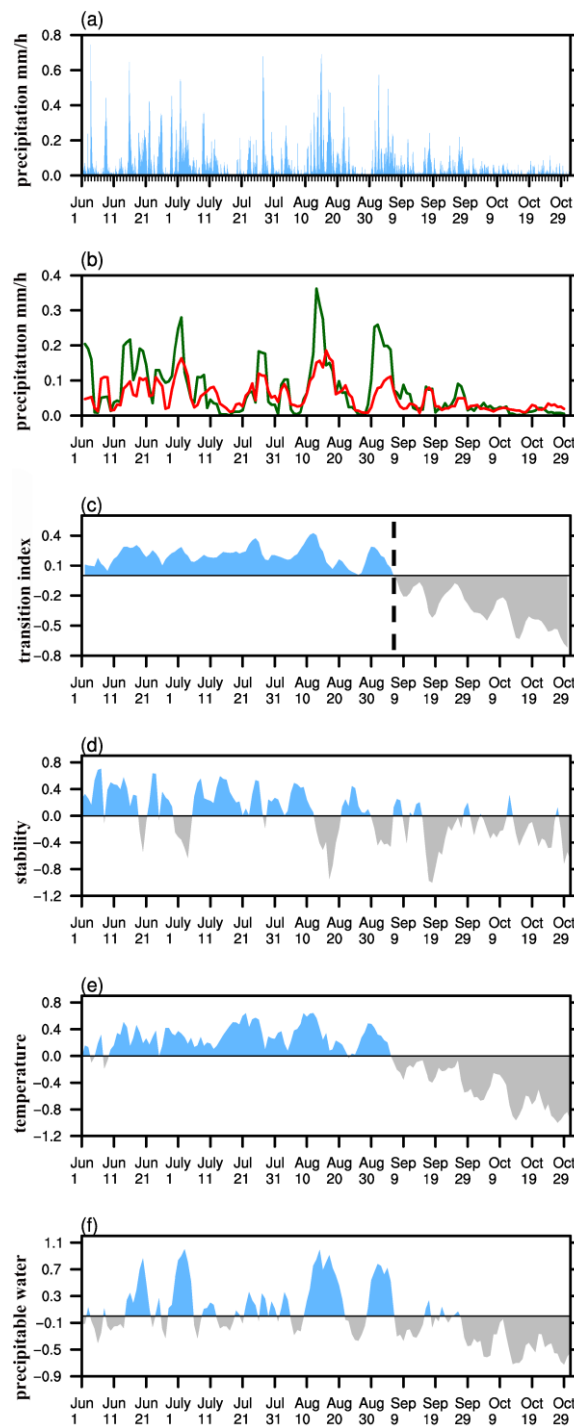 (a)
precipitation mm/h
0.8
0.6
0.4
0.2
0.0
Jun Jun Jun July July Jul Jul Aug Aug Aug Sep Sep Sep Oct Oct Oct
1 11 21 1 11 21 31 10 20 30 9 19 29 9 19 29
(b)
precipitatuon mm/h
0.4
0.3
0.2
0.1
0.0
Jun Jun Jun July July Jul Jul Aug Aug Aug Sep Sep Sep Oct Oct Oct
1 11 21 1 11 21 31 10 20 30 9 19 29 9 19 29
(c)
transition index
0.4
0.1
−0.2
−0.5
−0.8
Jun Jun Jun July July Jul Jul Aug Aug Aug Sep Sep Sep Oct Oct Oct
1 11 21 1 11 21 31 10 20 30 9 19 29 9 19 29
(d)
stability
0.8
0.4
0.0
−0.4
−0.8
−1.2
Jun Jun Jun July July Jul Jul Aug Aug Aug Sep Sep Sep Oct Oct Oct
1 11 21 1 11 21 31 10 20 30 9 19 29 9 19 29
(e)
temperature
0.8
0.4
0.0
−0.4
−0.8
−1.2
Jun Jun Jun July July Jul Jul Aug Aug Aug Sep Sep Sep Oct Oct Oct
1 11 21 1 11 21 31 10 20 30 9 19 29 9 19 29
(f)
precipitable water
1.1
0.7
0.3
−0.1
−0.5
−0.9
Jun Jun Jun July July Jul Jul Aug Aug Aug Sep Sep Sep Oct Oct Oct
1 11 21 1 11 21 31 10 20 30 9 19 29 9 19 29